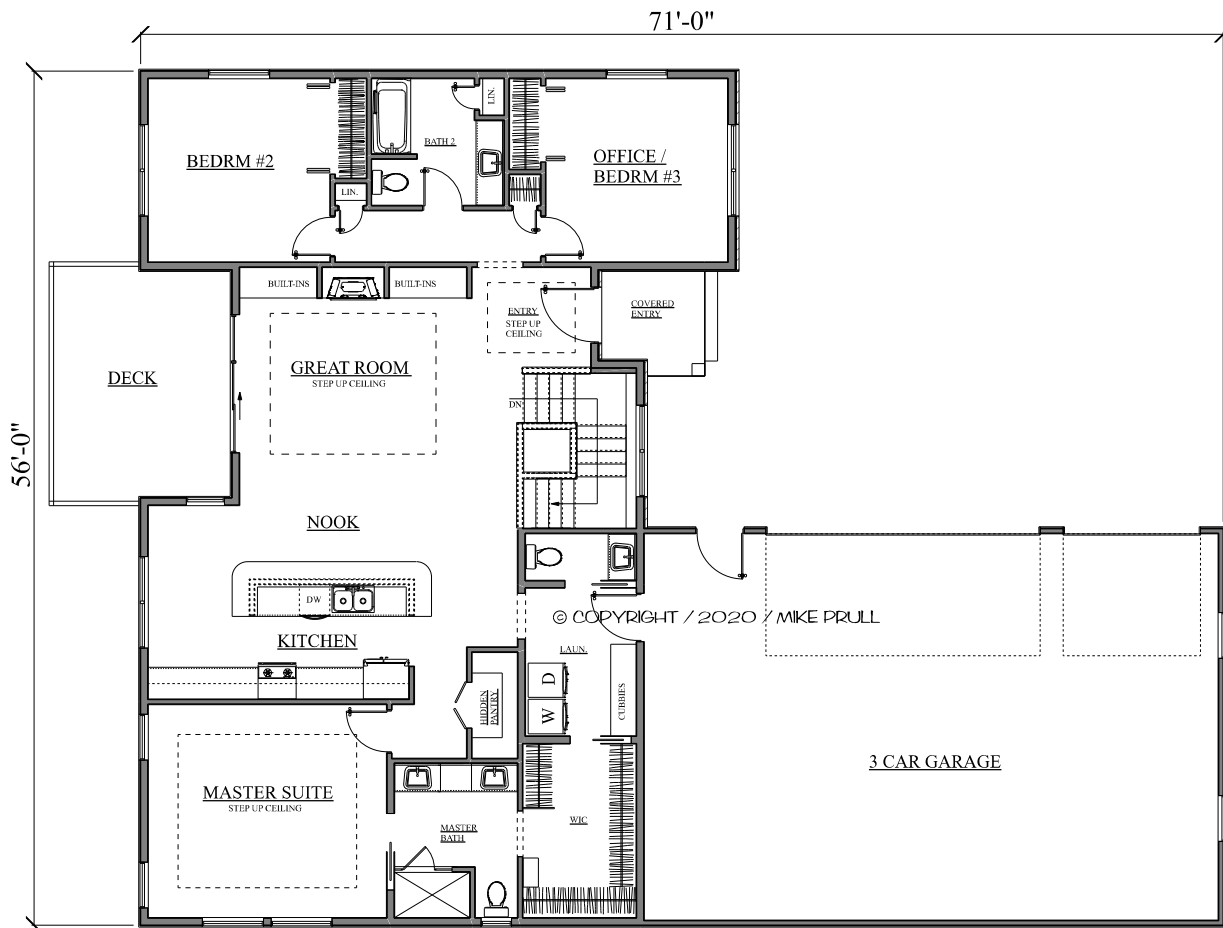 71'-0"
56'-0"
BEDRM #2
LIN.
BATH 2
LIN.
OFFICE /
BEDRM #3
BUILT-INS
BUILT-INS
ENTRY
STEP UP
CEILING
COVERED
ENTRY
DECK
GREAT ROOM
STEP UP CEILING
DN
NOOK
DW
KITCHEN
© COPYRIGHT / 2020 / MIKE PRULL
LAUN.
D
W
CUBBIES
HIDDEN
PANTRY
3 CAR GARAGE
MASTER SUITE
STEP UP CEILING
MASTER
BATH
WIC